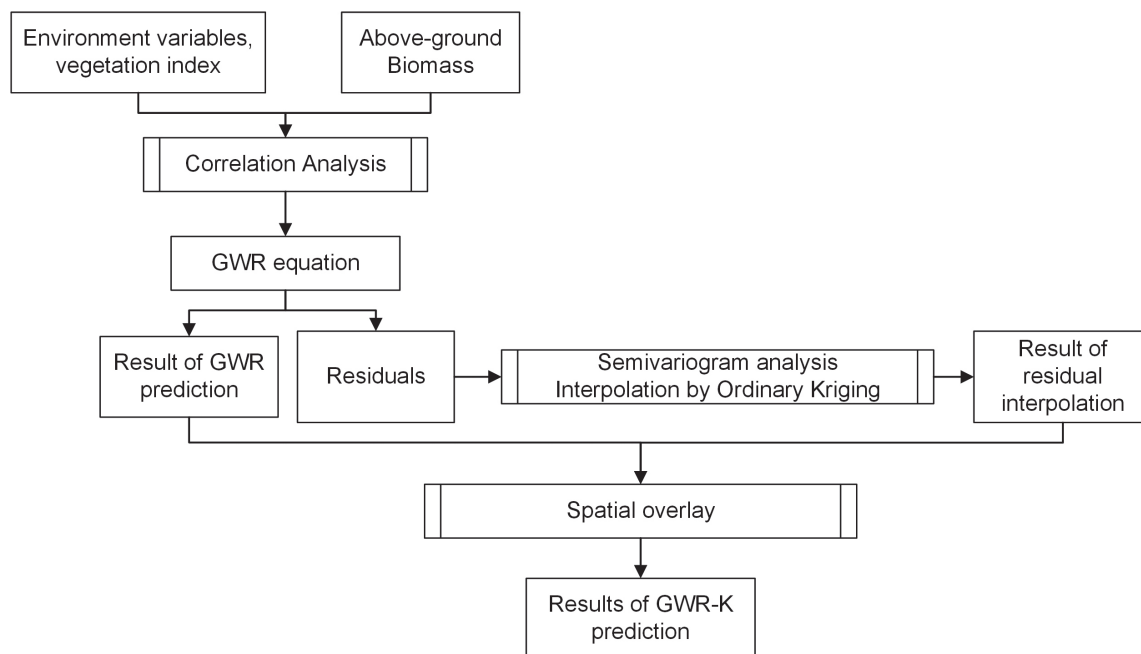 Environment variables,
vegetation index
Above-ground
Biomass
Correlation Analysis
GWR equation
Result of GWR
prediction
Residuals
Semivariogram analysis
Interpolation by Ordinary Kriging
Result of
residual
interpolation
Spatial overlay
Results of GWR-K
prediction